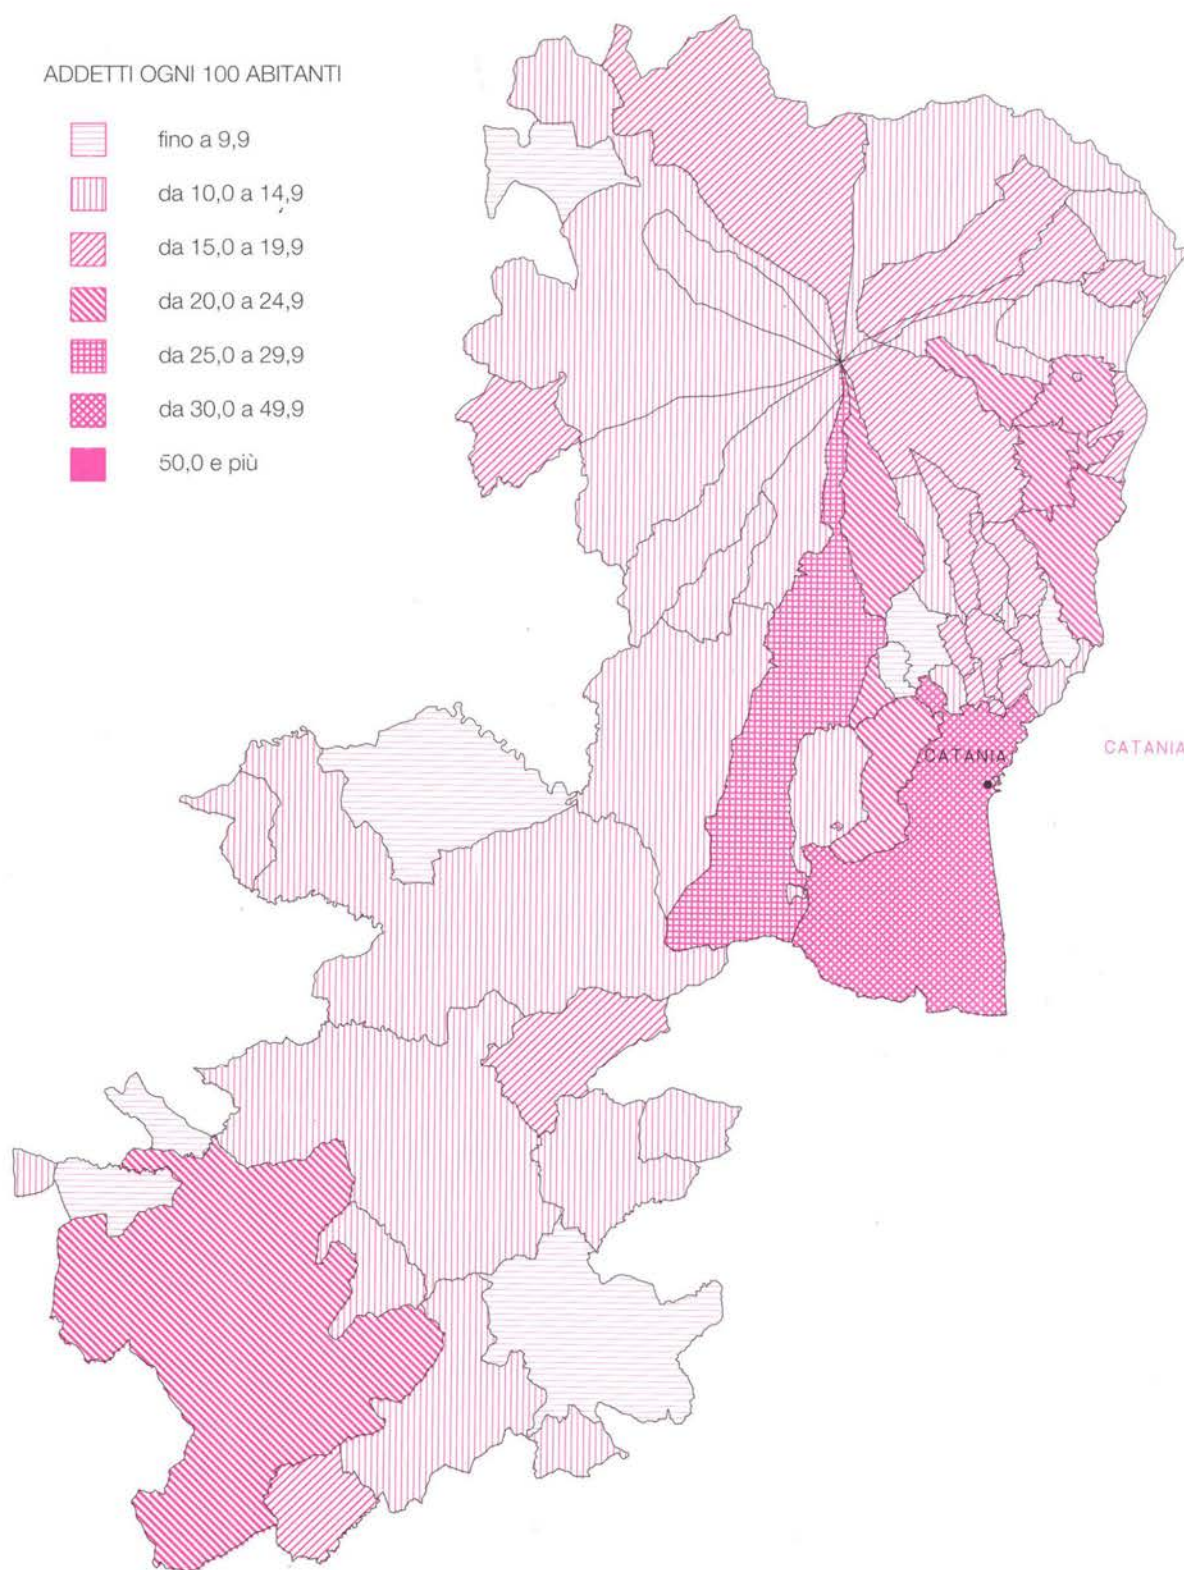 ADDETTI OGNI 100 ABITANTI
fino a 9,9
da 10,0 a 14,9
da 15,0 a 19,9
da 20,0 a 24,9
da 25,0 a 29,9
da 30,0 a 49,9
50,0 e più
CATANIA
CATANIA